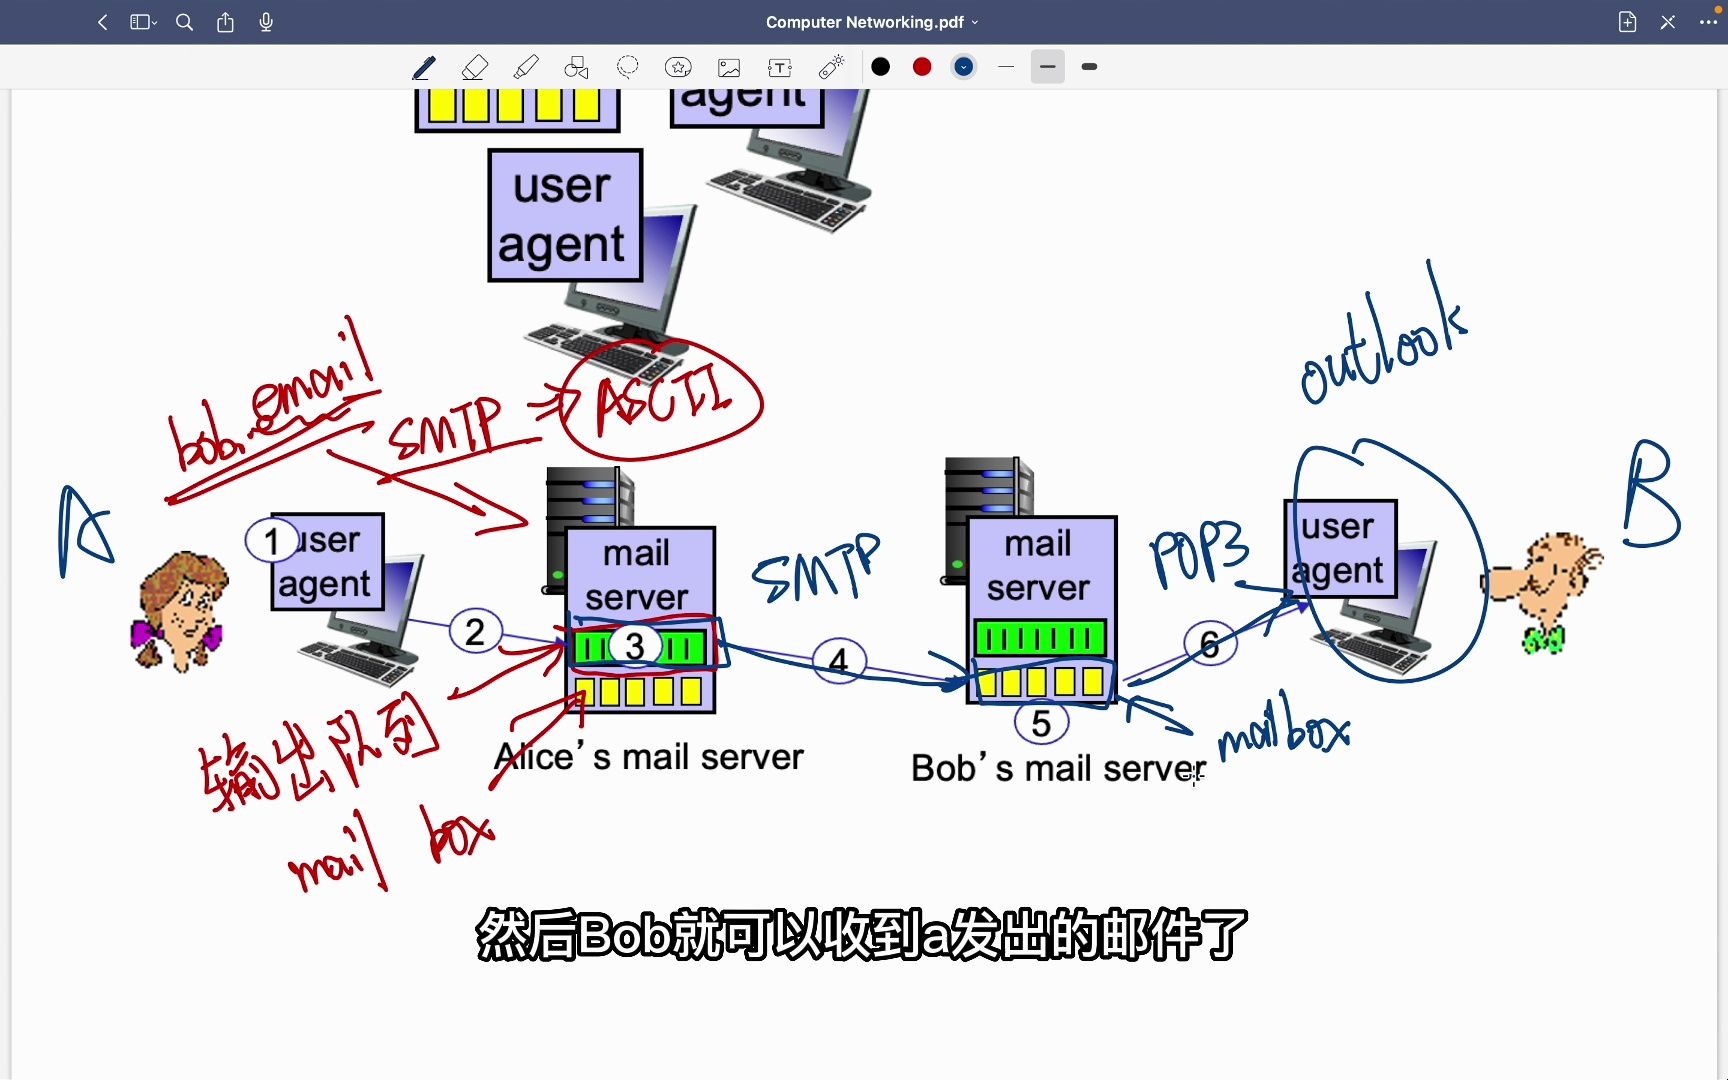 Computer Networking.pdf
agent
user
agent
outlook
bob.email
SMTP
ASCII
A
B
1
user
agent
2
mail
server
3
SMTP
4
mail
server
5
POP3
6
user
agent
输出队列
mail box
mailbox
Alice's mail server
Bob's mail server
然后Bob就可以收到a发出的邮件了